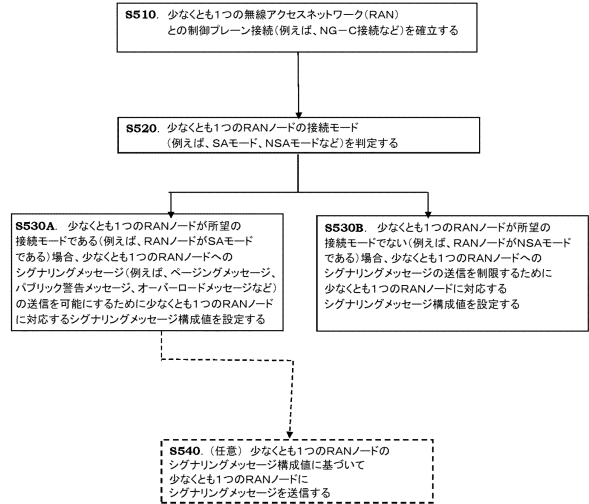 S510. 少なくとも1つの無線アクセスネットワーク(RAN)
との制御プレーン接続(例えば、NG-C接続など)を確立する
S520. 少なくとも1つのRANノードの接続モード
(例えば、SAモード、NSAモードなど)を判定する
S530A. 少なくとも1つのRANノードが所望の
接続モードである(例えば、RANノードがSAモード
である)場合、少なくとも1つのRANノードへの
シグナリングメッセージ(例えば、ページングメッセージ、
パブリック警告メッセージ、オーバーロードメッセージなど)
の送信を可能にするために少なくとも1つのRANノード
に対応するシグナリングメッセージ構成値を設定する
S530B. 少なくとも1つのRANノードが所望の
接続モードでない(例えば、RANノードがNSAモード
である)場合、少なくとも1つのRANノードへの
シグナリングメッセージの送信を制限するために
少なくとも1つのRANノードに対応する
シグナリングメッセージ構成値を設定する
S540. (任意) 少なくとも1つのRANノードの
シグナリングメッセージ構成値に基づいて
少なくとも1つのRANノードに
シグナリングメッセージを送信する